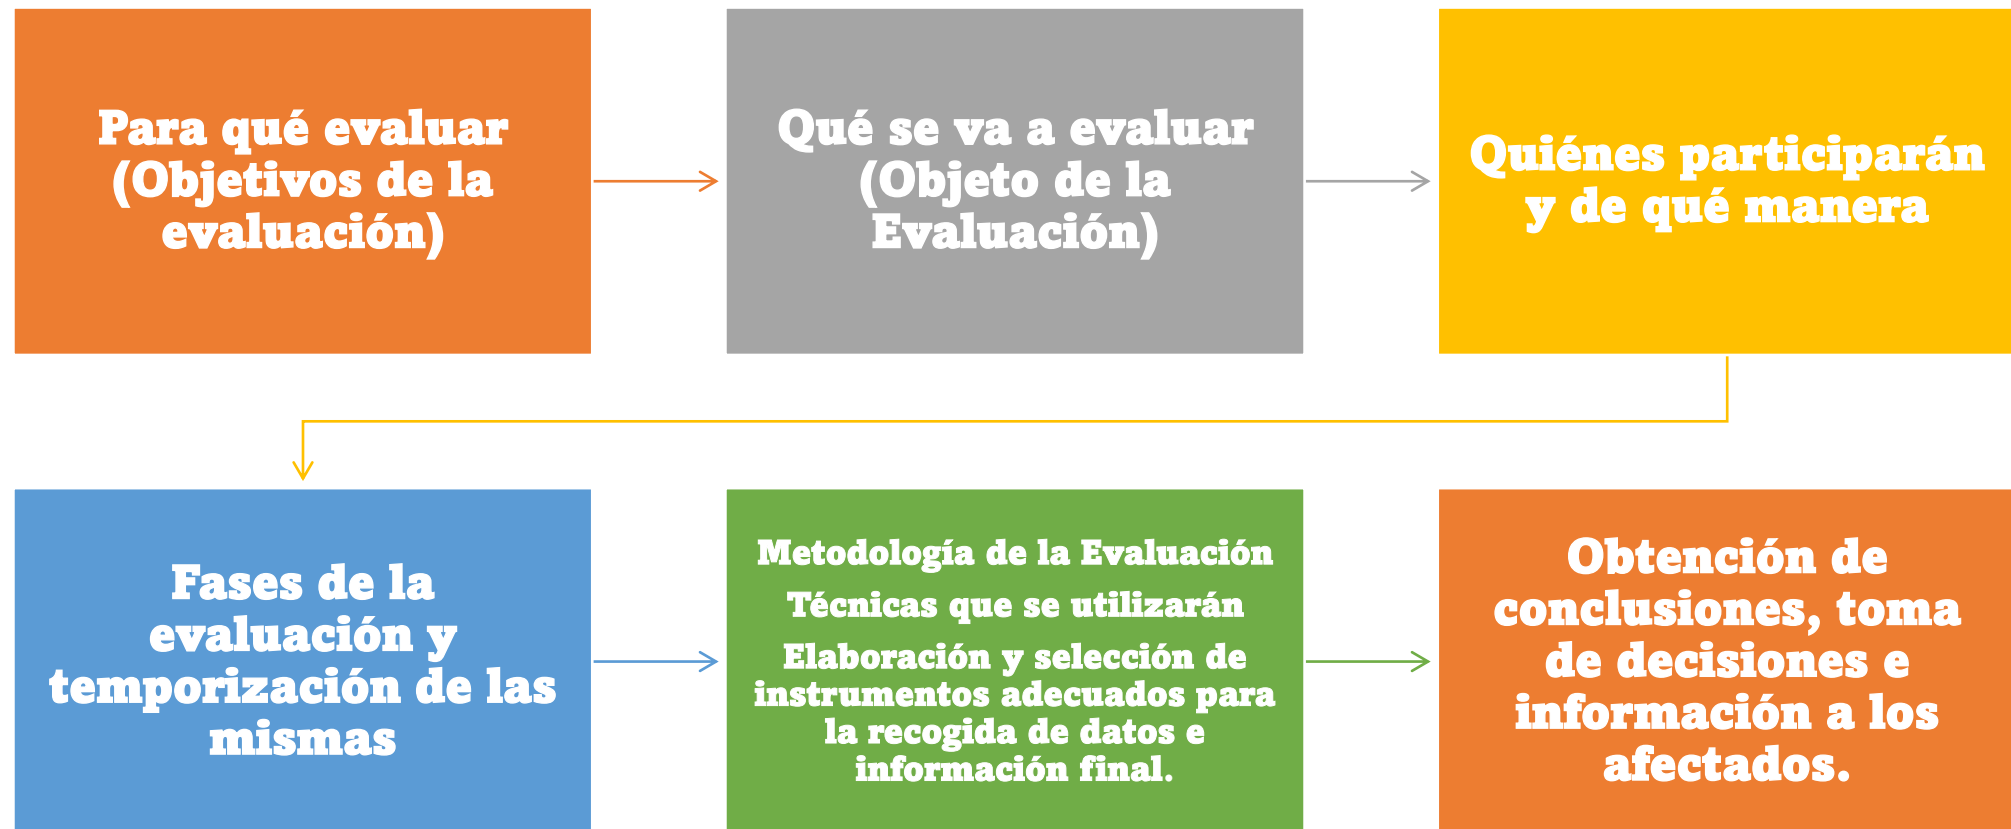 Para qué evaluar
(Objetivos de la
evaluación)
Qué se va a evaluar
(Objeto de la
Evaluación)
Quiénes participarán
y de qué manera
Fases de la
evaluación y
temporización de las
mismas
Metodología de la Evaluación
Técnicas que se utilizarán
Elaboración y selección de
instrumentos adecuados para
la recogida de datos e
información final.
Obtención de
conclusiones, toma
de decisiones e
información a los
afectados.